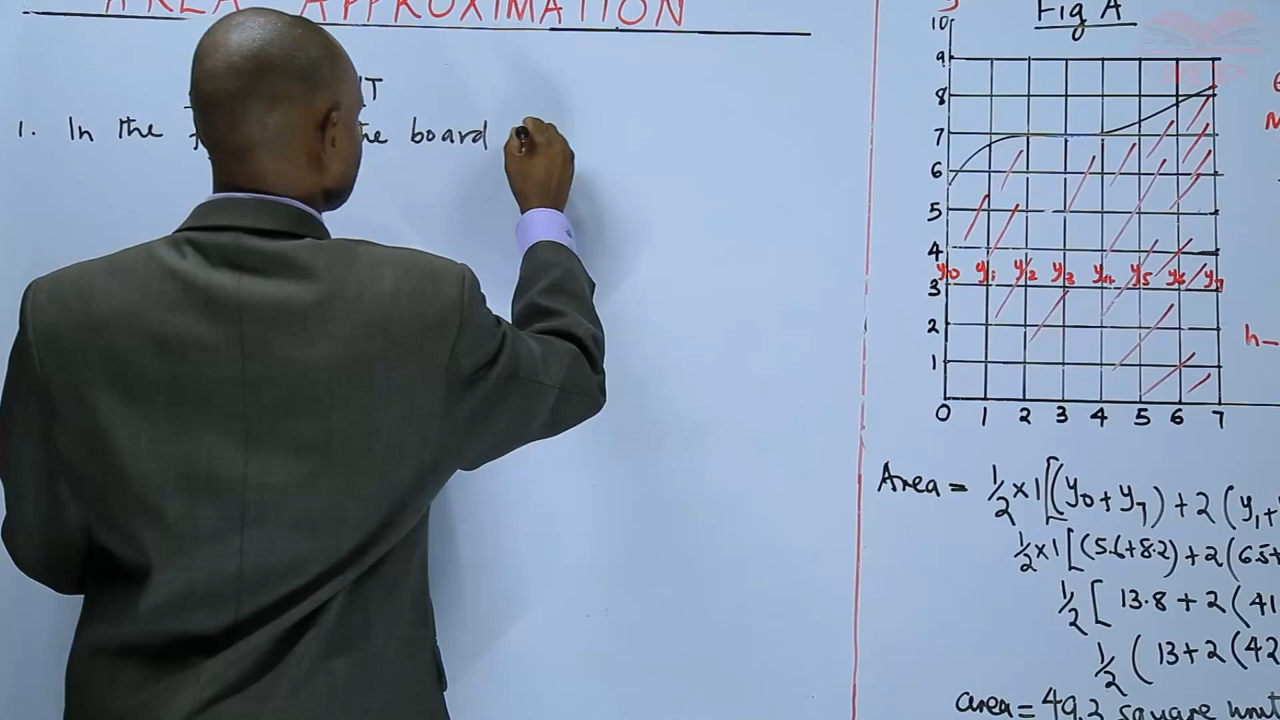 AREA APPROXIMATION
1. In the the board
Fig A
10
9
8
7
6
5
4
y0 y1 y2 y3 y4 y5 y6 y7
3
2
1
0 1 2 3 4 5 6 7
h-
Area = 1/2 x 1 [(y0 + y7) + 2 (y1 +
1/2 x 1 [(5.6 + 8.2) + 2 (6.5 +
1/2 [ 13.8 + 2 ( 41
1/2 ( 13 + 2 ( 42
area = 49.2 square unit